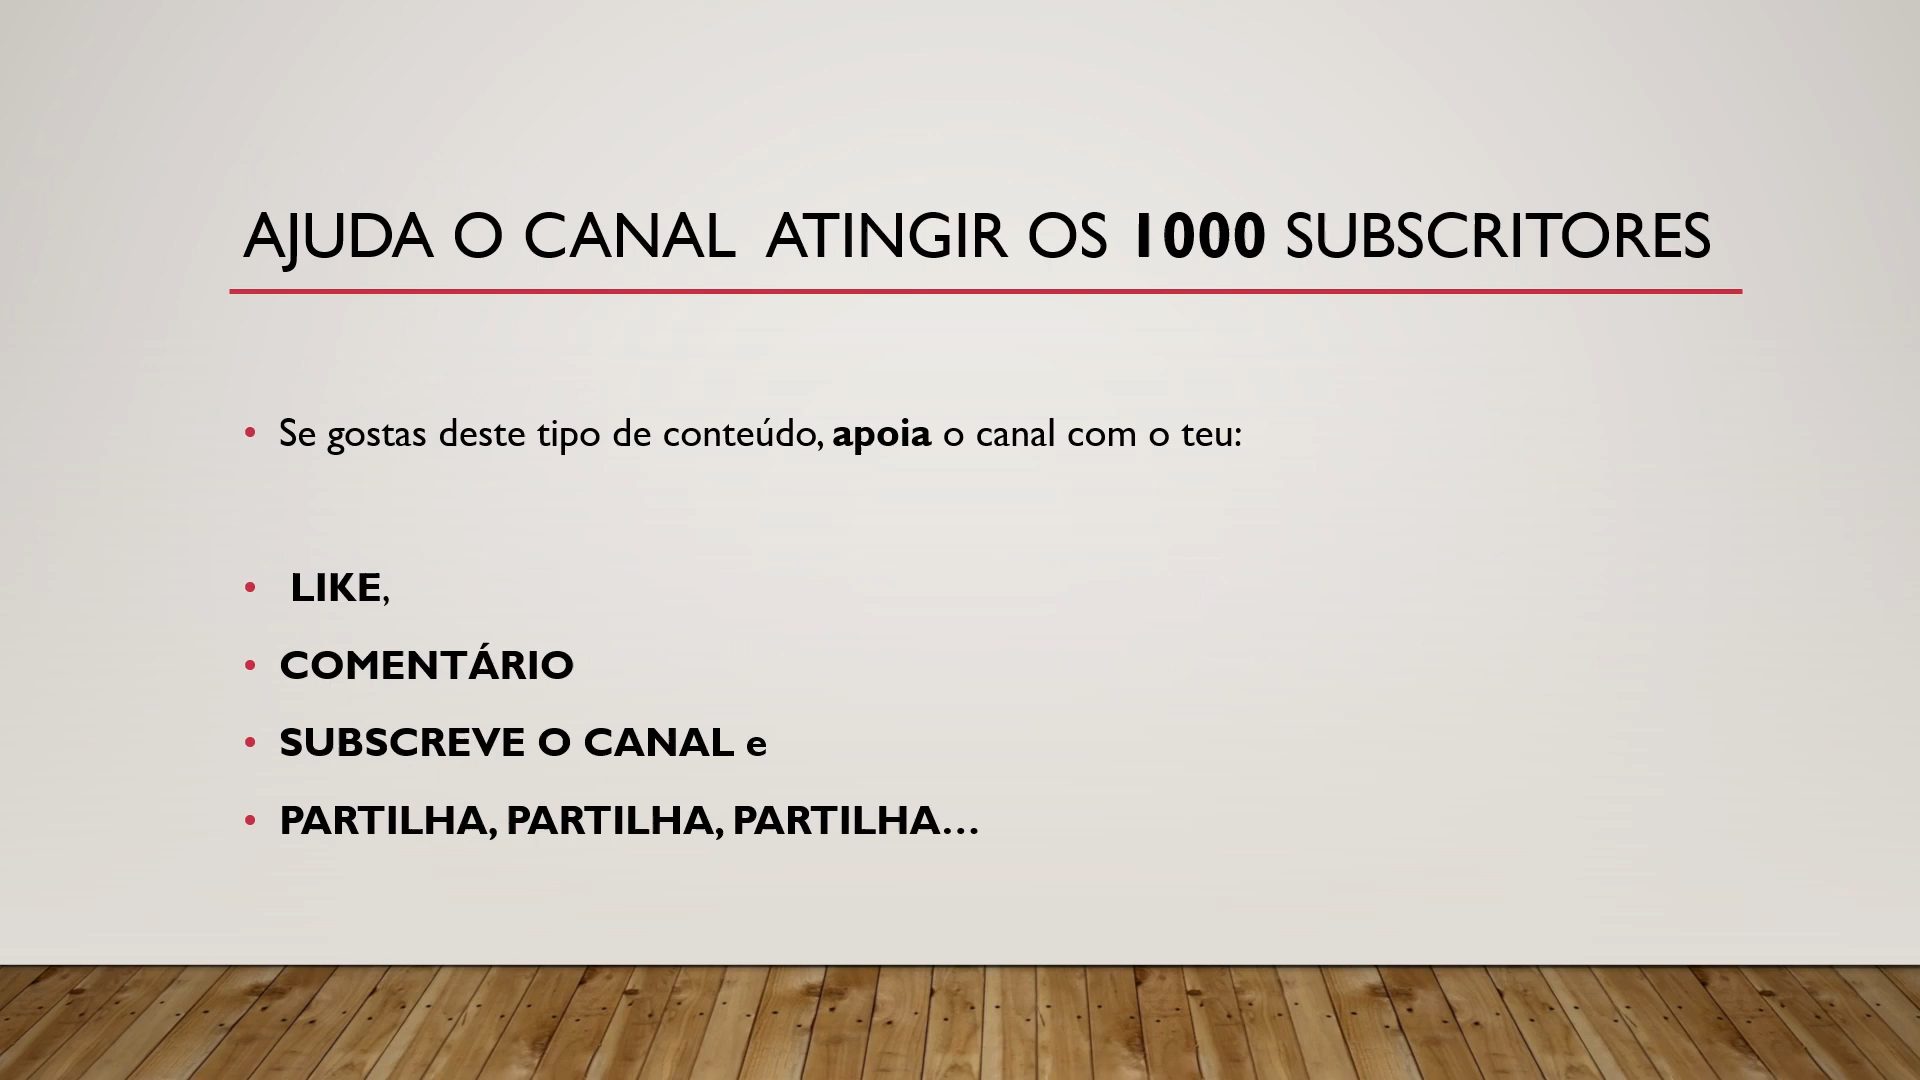 AJUDA O CANAL ATINGIR OS 1000 SUBSCRITORES
• Se gostas deste tipo de conteúdo, apoia o canal com o teu:
• LIKE,
• COMENTÁRIO
• SUBSCREVE O CANAL e
• PARTILHA, PARTILHA, PARTILHA…